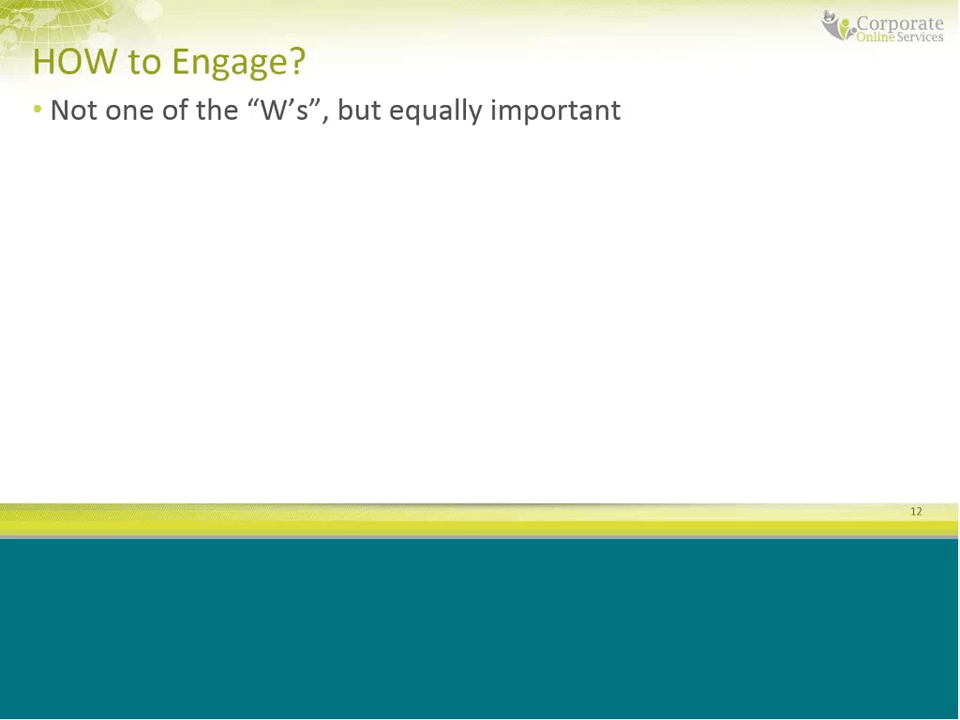 Corporate
Online Services
HOW to Engage?
• Not one of the “W’s”, but equally important
12